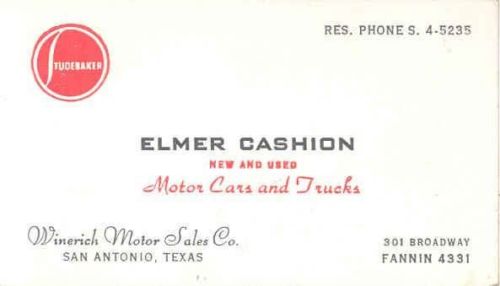 RES. PHONE S. 4-5235
STUDEBAKER
ELMER CASHION
NEW AND USED
Motor Cars and Trucks
Winerich Motor Sales Co.
SAN ANTONIO, TEXAS
301 BROADWAY
FANNIN 4331